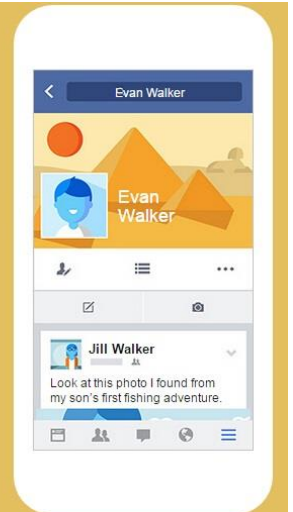 Evan Walker
Evan
Walker
Jill Walker
Look at this photo I found from
my son's first fishing adventure.